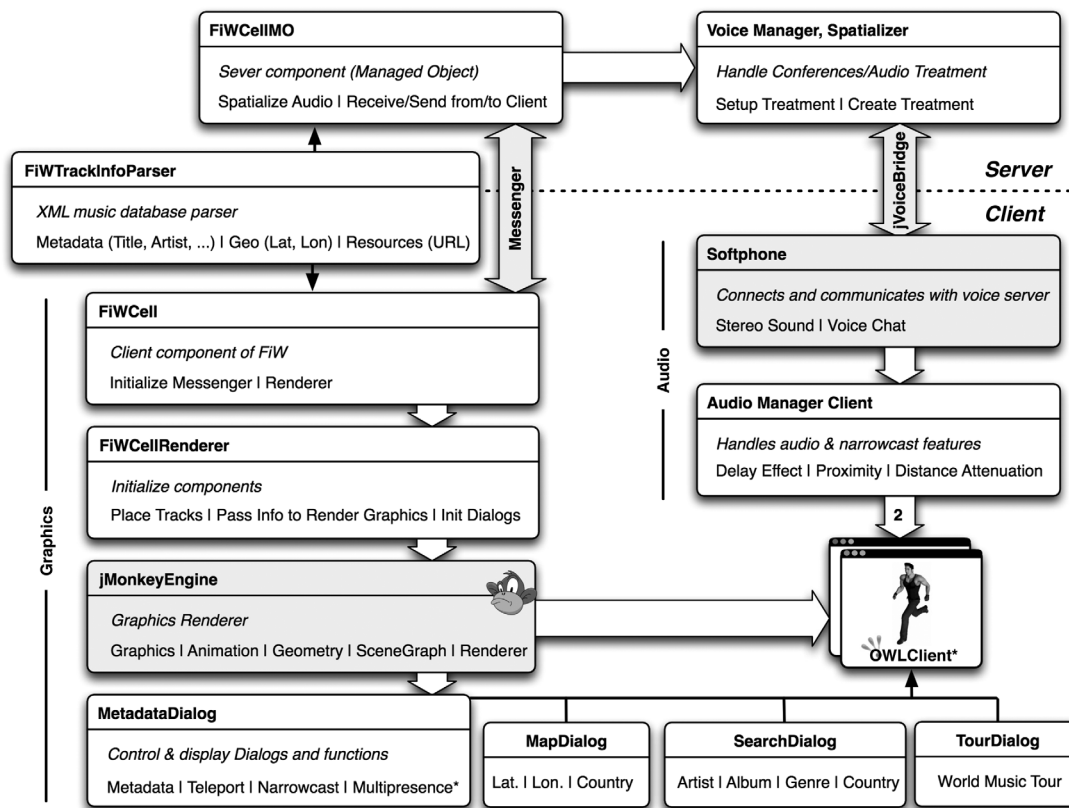 FiWCellMO
Sever component (Managed Object)
Spatialize Audio | Receive/Send from/to Client
Voice Manager, Spatializer
Handle Conferences/Audio Treatment
Setup Treatment | Create Treatment
FiWTrackInfoParser
XML music database parser
Metadata (Title, Artist, ...) | Geo (Lat, Lon) | Resources (URL)
Messenger
jVoiceBridge
Server
Client
Graphics
FiWCell
Client component of FiW
Initialize Messenger | Renderer
FiWCellRenderer
Initialize components
Place Tracks | Pass Info to Render Graphics | Init Dialogs
jMonkeyEngine
Graphics Renderer
Graphics | Animation | Geometry | SceneGraph | Renderer
Audio
Softphone
Connects and communicates with voice server
Stereo Sound | Voice Chat
Audio Manager Client
Handles audio & narrowcast features
Delay Effect | Proximity | Distance Attenuation
2
OWLClient*
MetadataDialog
Control & display Dialogs and functions
Metadata | Teleport | Narrowcast | Multipresence*
MapDialog
Lat. | Lon. | Country
SearchDialog
Artist | Album | Genre | Country
TourDialog
World Music Tour